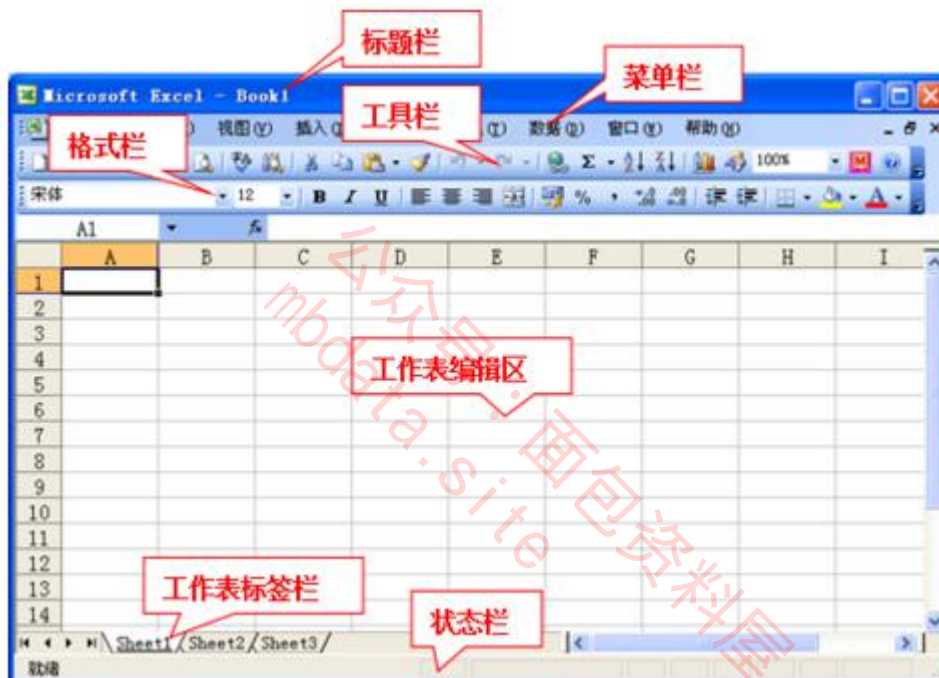 标题栏
菜单栏
Microsoft Excel - Book1
工具栏
视图(V) 插入 (T) 数据(D) 窗口(W) 帮助(H)
格式栏
100%
宋体 12 B I U % ,
A1 fx
A B C D E F G H I
1
2
3
公众号:面包资料屋
mbdata.site
4
工作表编辑区
5
6
7
8
9
10
11
12
13
工作表标签栏
14
状态栏
Sheet1 Sheet2 Sheet3
就绪